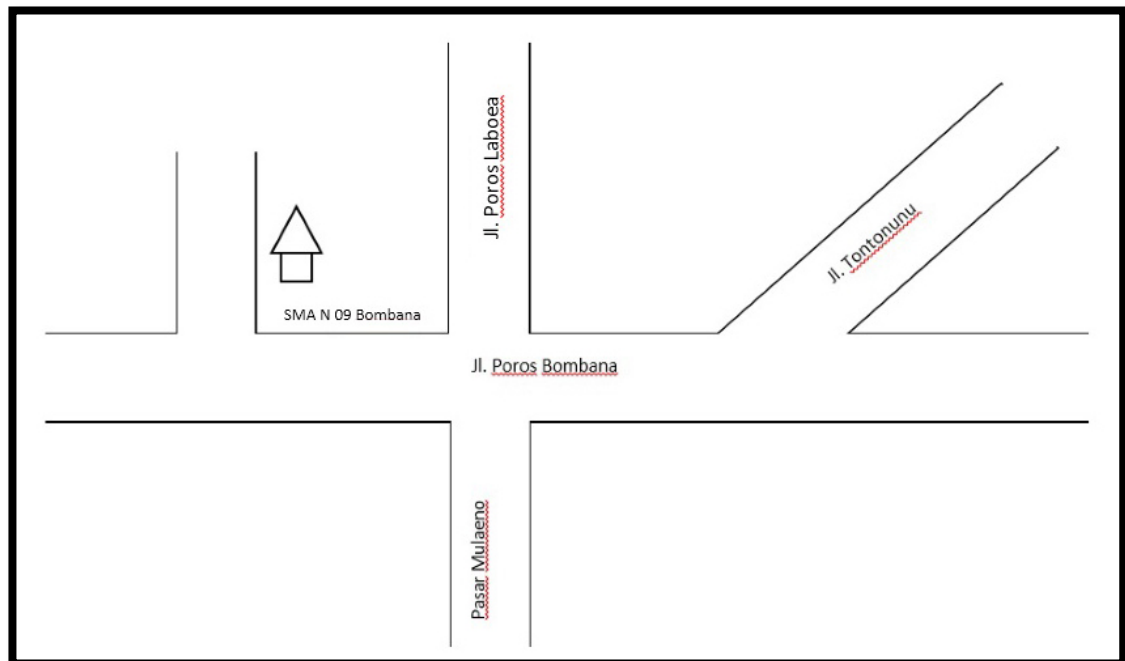 Jl. Poros Laboea
Jl. Tontonunu
SMA N 09 Bombana
Jl. Poros Bombana
Pasar Mulaeno